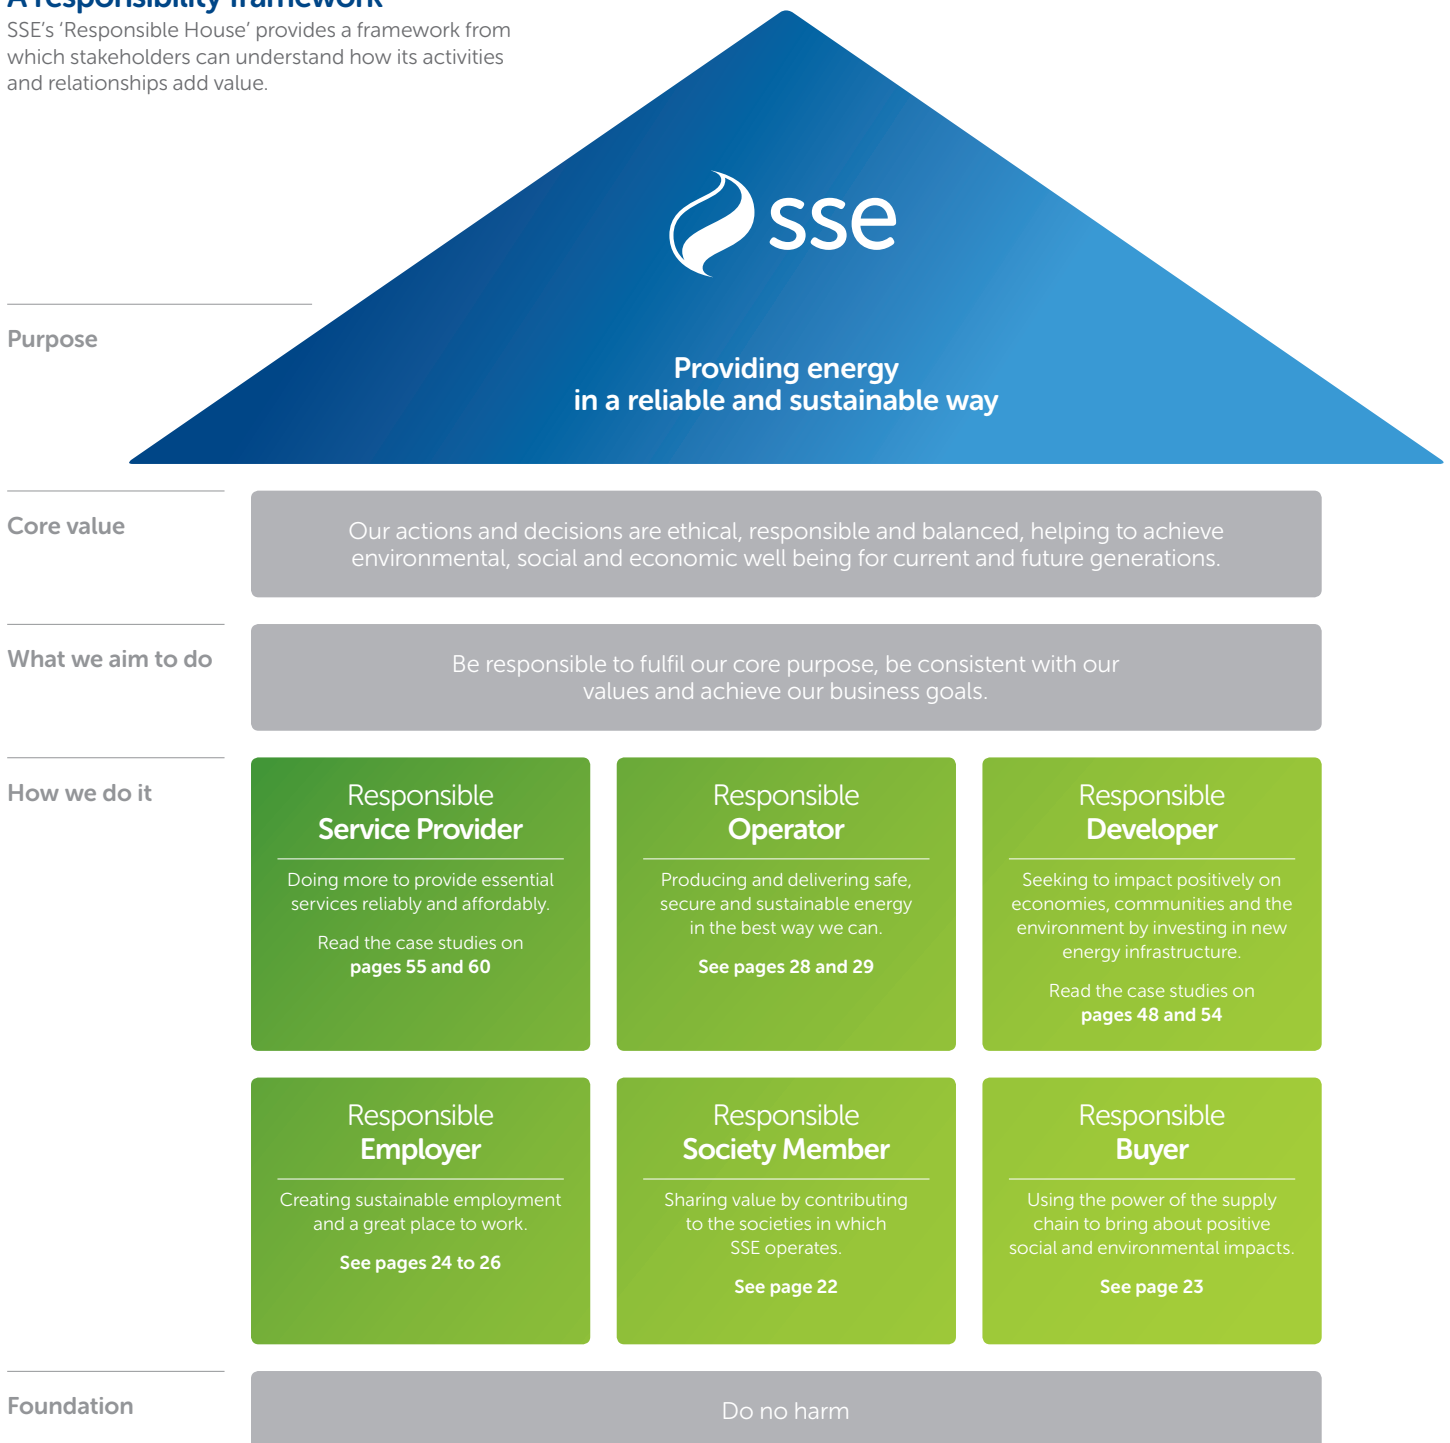 A responsibility framework
SSE's 'Responsible House' provides a framework from
which stakeholders can understand how its activities
and relationships add value.
sse
Purpose
Providing energy
in a reliable and sustainable way
Core value
Our actions and decisions are ethical, responsible and balanced, helping to achieve
environmental, social and economic well being for current and future generations.
What we aim to do
Be responsible to fulfil our core purpose, be consistent with our
values and achieve our business goals.
How we do it
Responsible
Service Provider
Doing more to provide essential
services reliably and affordably.
Read the case studies on
pages 55 and 60
Responsible
Operator
Producing and delivering safe,
secure and sustainable energy
in the best way we can.
See pages 28 and 29
Responsible
Developer
Seeking to impact positively on
economies, communities and the
environment by investing in new
energy infrastructure.
Read the case studies on
pages 48 and 54
Responsible
Employer
Creating sustainable employment
and a great place to work.
See pages 24 to 26
Responsible
Society Member
Sharing value by contributing
to the societies in which
SSE operates.
See page 22
Responsible
Buyer
Using the power of the supply
chain to bring about positive
social and environmental impacts.
See page 23
Foundation
Do no harm